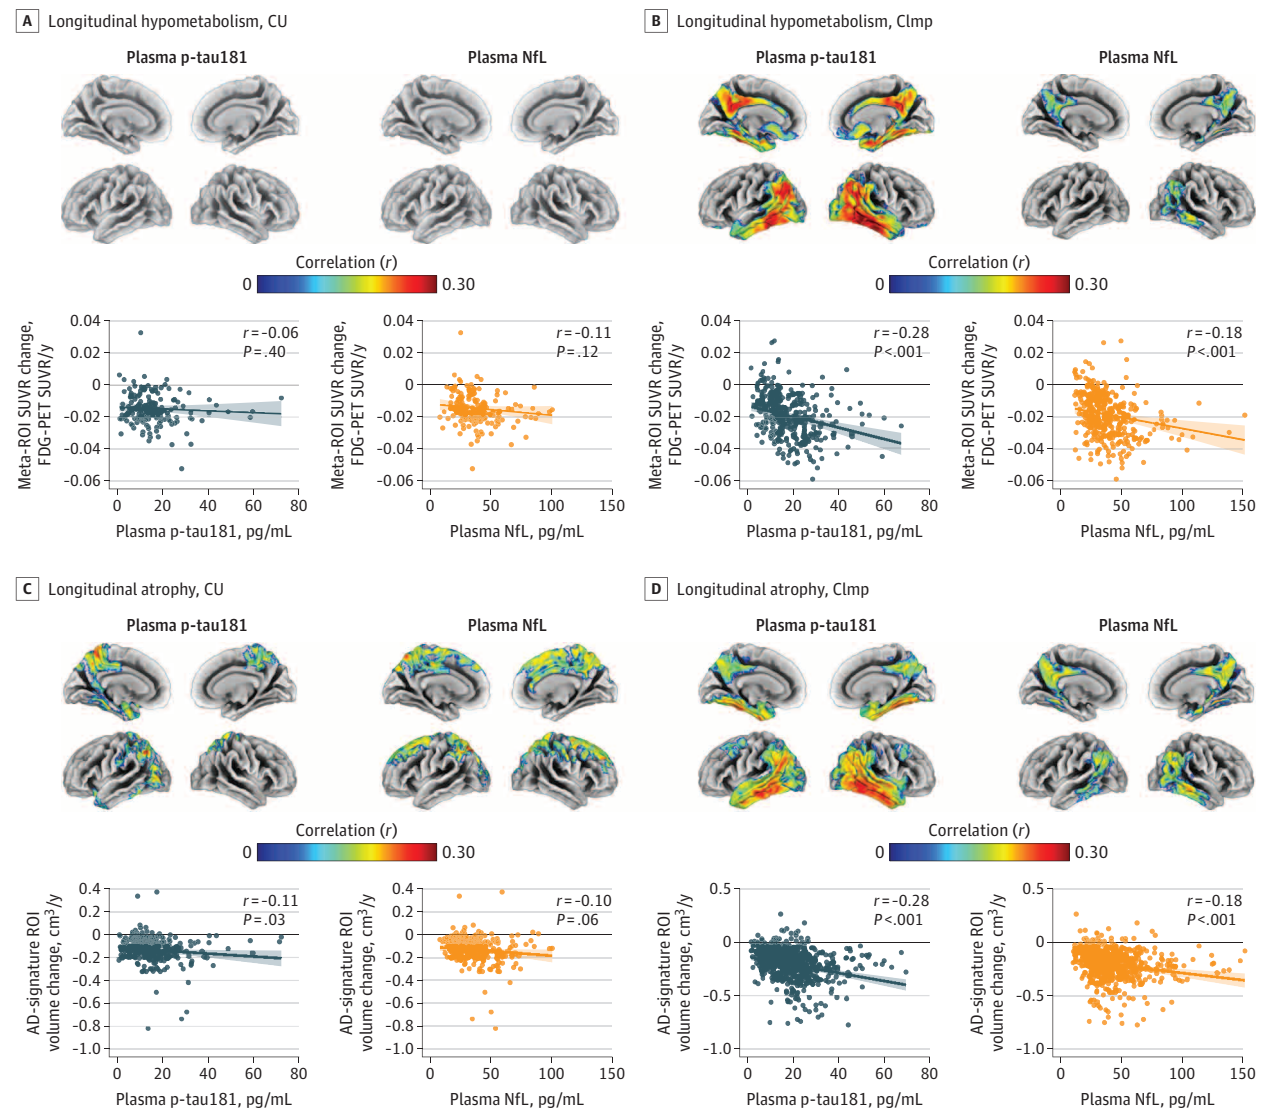 A Longitudinal hypometabolism, CU
Plasma p-tau181
Plasma NfL
Correlation (r)
0
0.30
Meta-ROI SUVR change,
FDG-PET SUVR/y
0.04
0.02
0
-0.02
-0.04
-0.06
r = -0.06
P = .40
0 20 40 60 80
Plasma p-tau181, pg/mL
Meta-ROI SUVR change,
FDG-PET SUVR/y
0.04
0.02
0
-0.02
-0.04
-0.06
r = -0.11
P = .12
0 50 100 150
Plasma NfL, pg/mL
B Longitudinal hypometabolism, CImp
Plasma p-tau181
Plasma NfL
Correlation (r)
0
0.30
Meta-ROI SUVR change,
FDG-PET SUVR/y
0.04
0.02
0
-0.02
-0.04
-0.06
r = -0.28
P <.001
0 20 40 60 80
Plasma p-tau181, pg/mL
Meta-ROI SUVR change,
FDG-PET SUVR/y
0.04
0.02
0
-0.02
-0.04
-0.06
r = -0.18
P <.001
0 50 100 150
Plasma NfL, pg/mL
C Longitudinal atrophy, CU
Plasma p-tau181
Plasma NfL
Correlation (r)
0
0.30
AD-signature ROI
volume change, cm³/y
0.4
0.2
0
-0.2
-0.4
-0.6
-0.8
-1.0
r = -0.11
P = .03
0 20 40 60 80
Plasma p-tau181, pg/mL
AD-signature ROI
volume change, cm³/y
0.4
0.2
0
-0.2
-0.4
-0.6
-0.8
-1.0
r = -0.10
P = .06
0 50 100 150
Plasma NfL, pg/mL
D Longitudinal atrophy, CImp
Plasma p-tau181
Plasma NfL
Correlation (r)
0
0.30
AD-signature ROI
volume change, cm³/y
0.5
0
-0.5
-1.0
r = -0.28
P <.001
0 20 40 60 80
Plasma p-tau181, pg/mL
AD-signature ROI
volume change, cm³/y
0.5
0
-0.5
-1.0
r = -0.18
P <.001
0 50 100 150
Plasma NfL, pg/mL